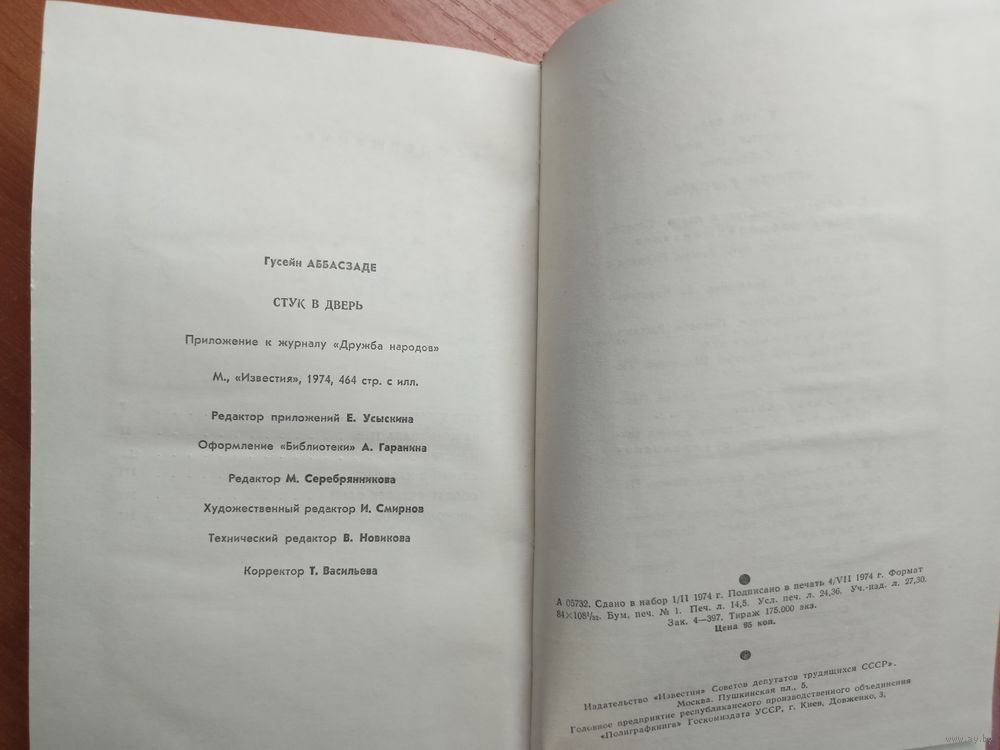 Гусейн АББАСЗАДЕ
СТУК В ДВЕРЬ
Приложение к журналу «Дружба народов»
М., «Известия», 1974, 464 стр. с илл.
Редактор приложений Е. Усыскина
Оформление «Библиотеки» А. Гаранина
Редактор М. Серебрянникова
Художественный редактор И. Смирнов
Технический редактор В. Новикова
Корректор Т. Васильева
А 05732. Сдано в набор 1/II 1974 г. Подписано в печать 4/VII 1974 г. Формат
84×108¹/₃₂. Бум. печ. № 1. Печ. л. 14,5. Усл. печ. л. 24,36. Уч.-изд. л. 27,30.
Зак. 4—397. Тираж 175.000 экз.
Цена 95 коп.
Издательство «Известия» Советов депутатов трудящихся СССР».
Москва. Пушкинская пл., 5.
Головное предприятие республиканского производственного объединения
«Полиграфкнига» Госкомиздата УССР, г. Киев, Довженко, 3,
www.ay.by